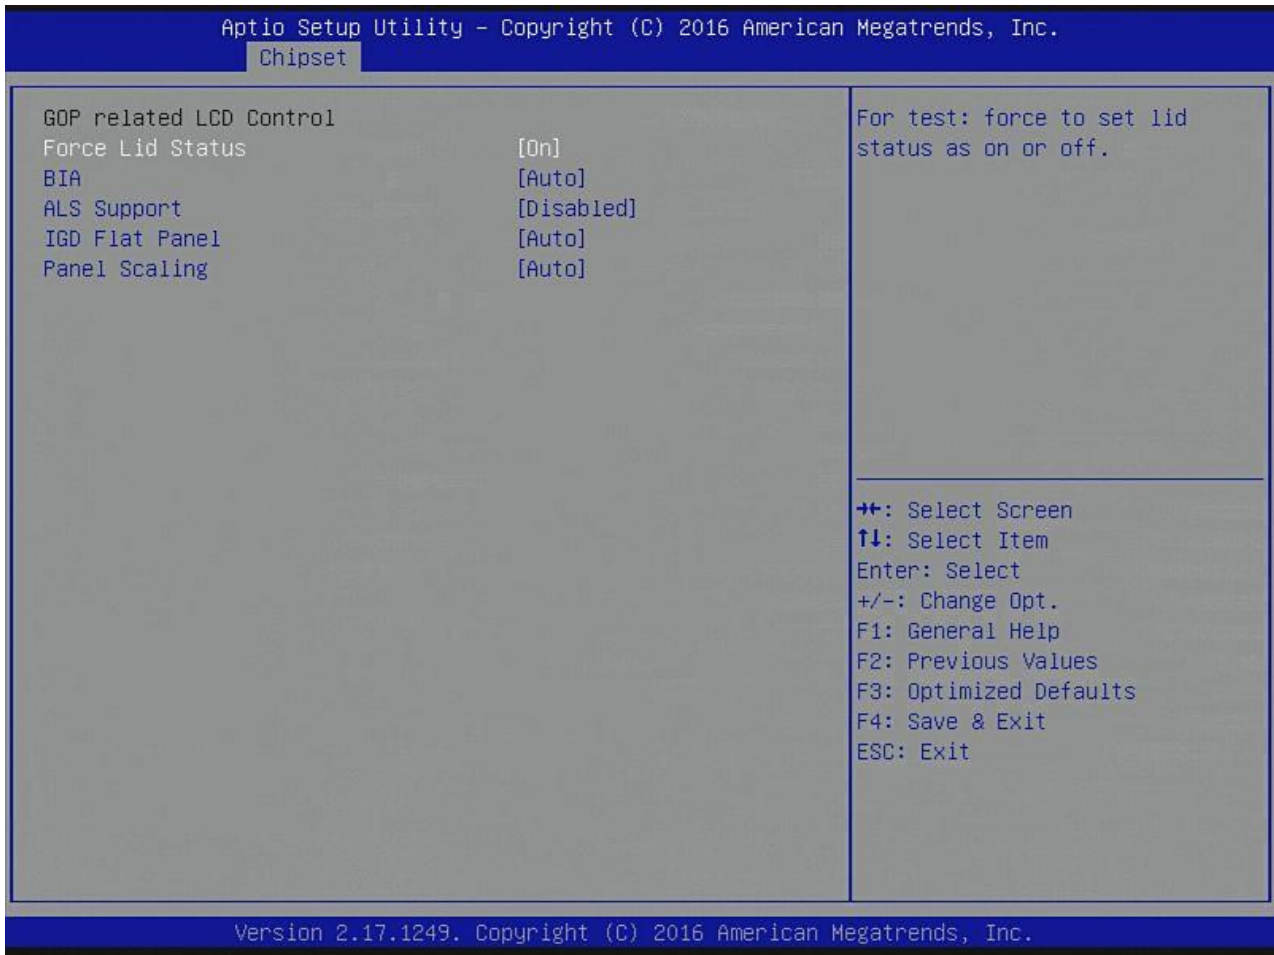 Aptio Setup Utility – Copyright (C) 2016 American Megatrends, Inc.
Chipset
GOP related LCD Control
Force Lid Status [On]
BIA [Auto]
ALS Support [Disabled]
IGD Flat Panel [Auto]
Panel Scaling [Auto]
For test: force to set lid
status as on or off.
→←: Select Screen
↑↓: Select Item
Enter: Select
+/-: Change Opt.
F1: General Help
F2: Previous Values
F3: Optimized Defaults
F4: Save & Exit
ESC: Exit
Version 2.17.1249. Copyright (C) 2016 American Megatrends, Inc.